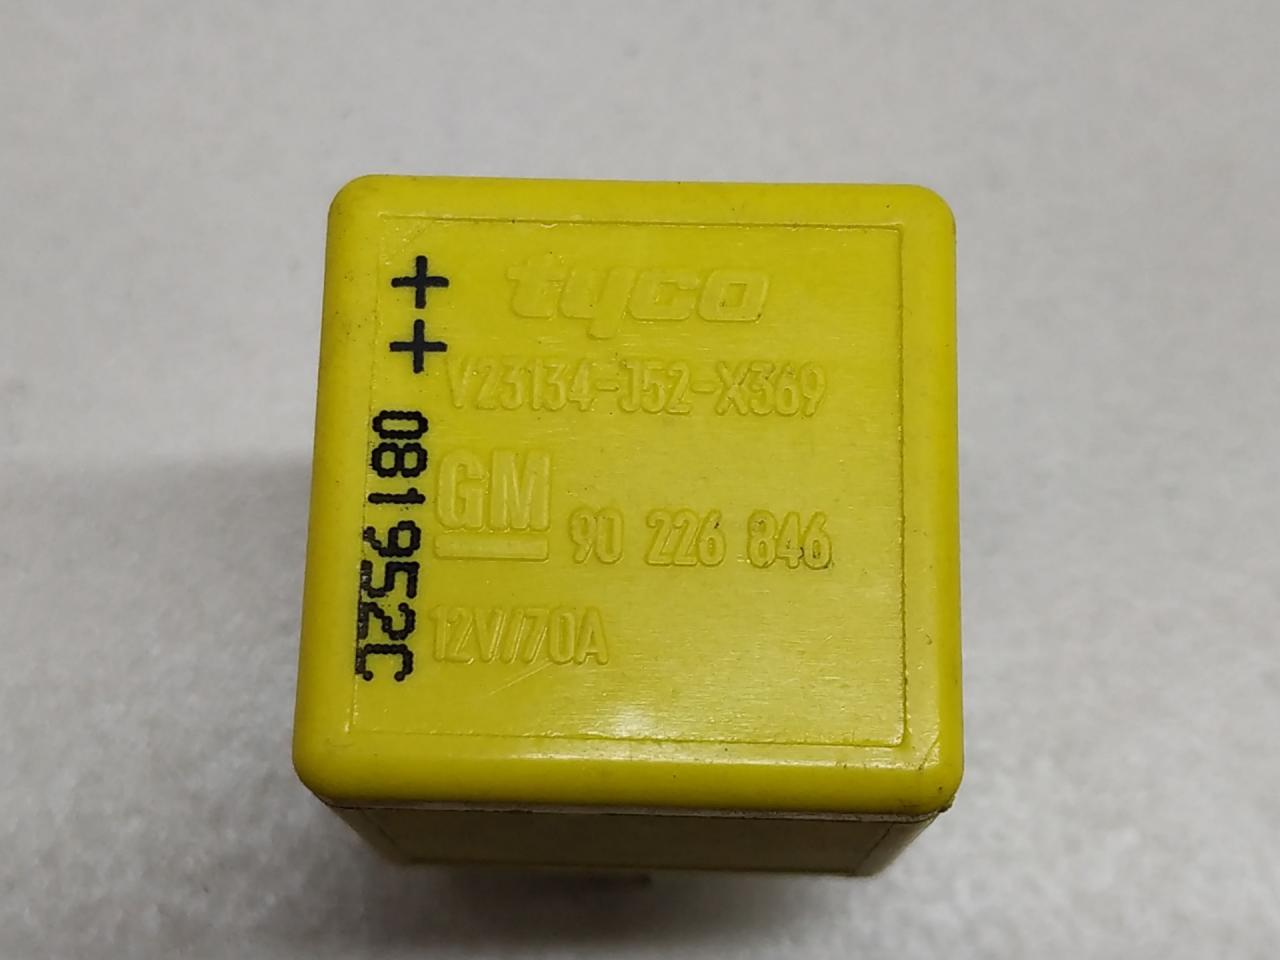 tyco
V23134-J52-X369
GM 90 226 846
12V/70A
++ 081952C